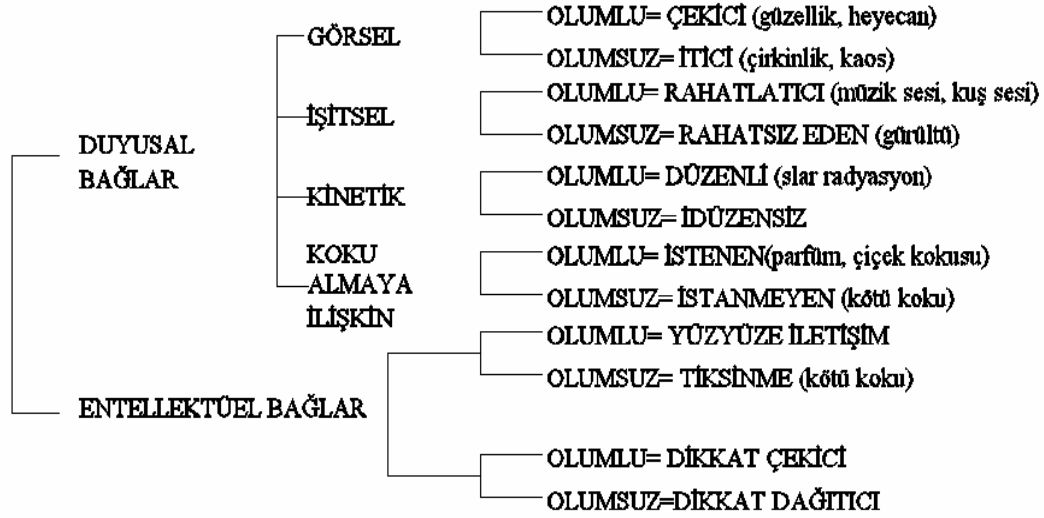 OLUMLU= ÇEKİCİ (güzellik, heyecan)
GÖRSEL
OLUMSUZ= İTİCİ (çirkinlik, kaos)
OLUMLU= RAHATLATICI (müzik sesi, kuş sesi)
İŞİTSEL
OLUMSUZ= RAHATSIZ EDEN (gürültü)
DUYUSAL
BAĞLAR
OLUMLU= DÜZENLİ (slar radyasyon)
KİNETİK
OLUMSUZ= İDÜZENSİZ
KOKU
ALMAYA
İLİŞKİN
OLUMLU= İSTENEN(parfüm, çiçek kokusu)
OLUMSUZ= İSTANMEYEN (kötü koku)
OLUMLU= YÜZYÜZE İLETİŞİM
OLUMSUZ= TİKSİNME (kötü koku)
ENTELLEKTÜEL BAĞLAR
OLUMLU= DİKKAT ÇEKİCİ
OLUMSUZ=DİKKAT DAĞITICI